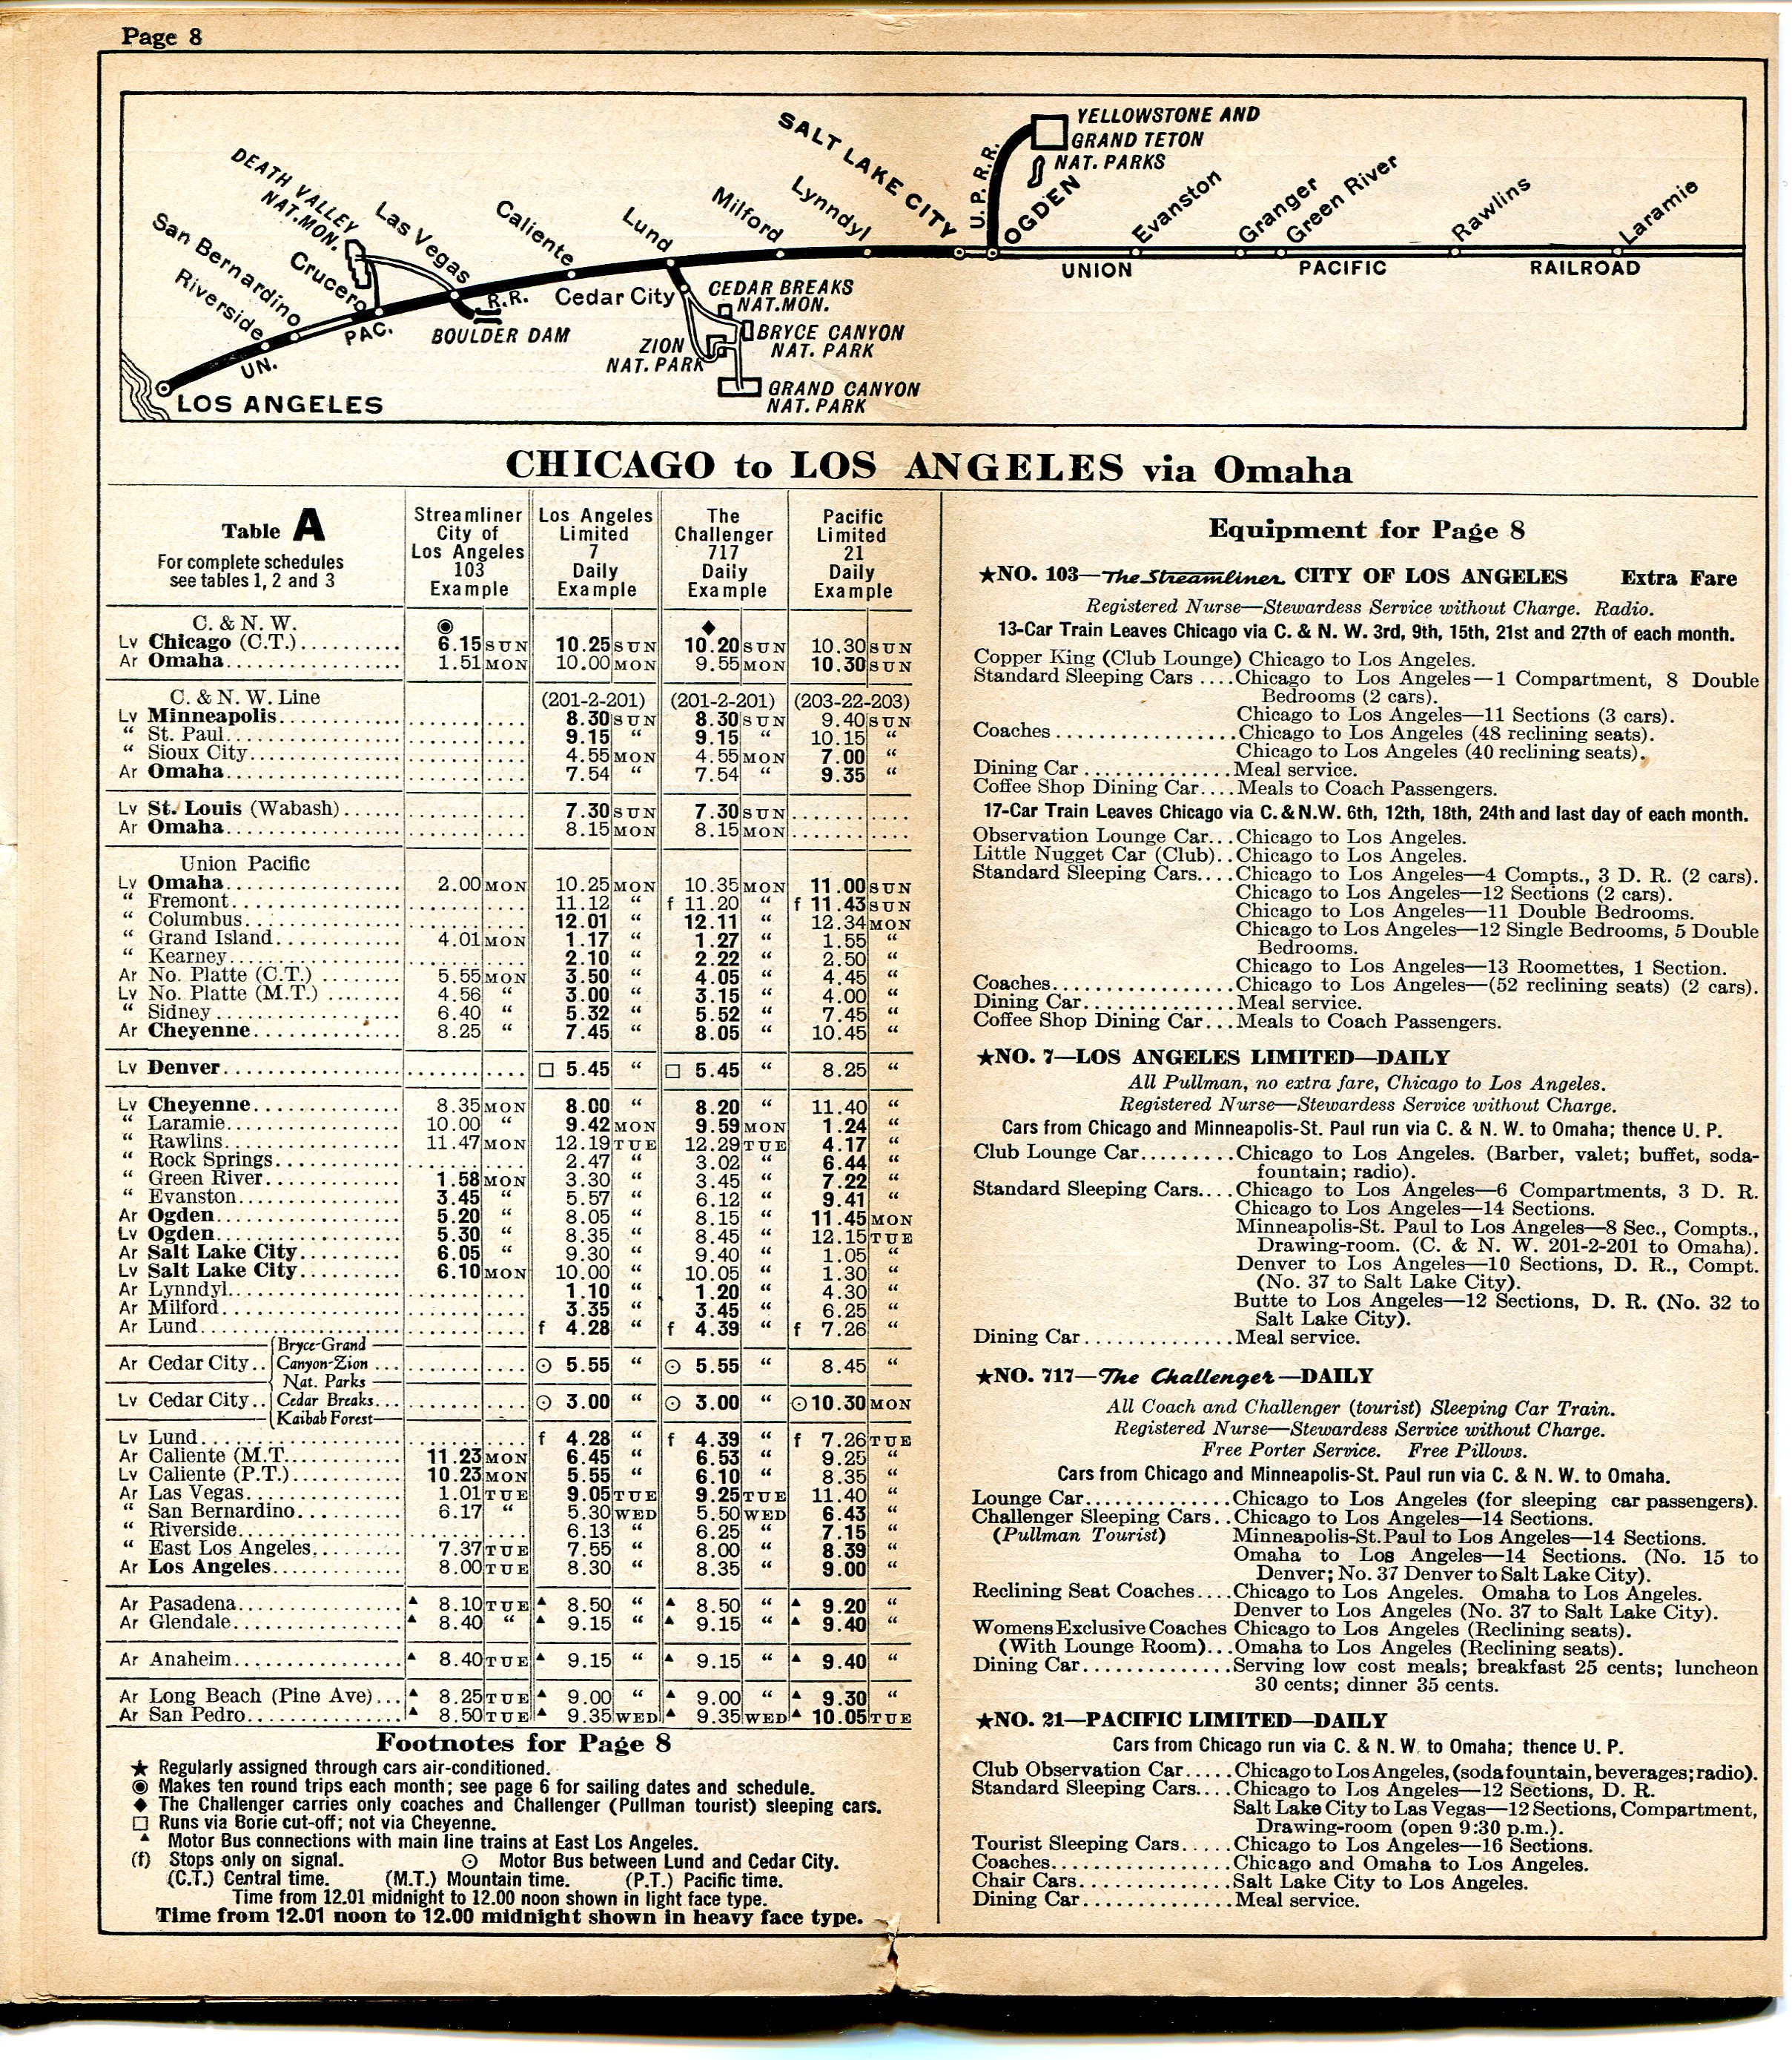 Page 8
DEATH VALLEY
NAT. MON.
San Bernardino
Riverside
Crucero
Las Vegas
Caliente
Lund
Milford
Lynndyl
SALT LAKE CITY
U. P. R. R.
OGDEN
YELLOWSTONE AND
GRAND TETON
NAT. PARKS
Evanston
Granger
Green River
Rawlins
Laramie
UNION PACIFIC RAILROAD
UN. PAC. R.R.
BOULDER DAM
Cedar City
CEDAR BREAKS
NAT. MON.
BRYCE CANYON
NAT. PARK
ZION
NAT. PARK
GRAND CANYON
NAT. PARK
LOS ANGELES
CHICAGO to LOS ANGELES via Omaha
Table A
For complete schedules
see tables 1, 2 and 3
Streamliner City of Los Angeles 103 Example
Los Angeles Limited 7 Daily Example
The Challenger 717 Daily Example
Pacific Limited 21 Daily Example
C. & N. W. ◉ ◆
Lv Chicago (C.T.).......... 6.15 SUN 10.25 SUN 10.20 SUN 10.30 SUN
Ar Omaha.......... 1.51 MON 10.00 MON 9.55 MON 10.30 SUN
C. & N. W. Line (201-2-201) (201-2-201) (203-22-203)
Lv Minneapolis.......... 8.30 SUN 8.30 SUN 9.40 SUN
“ St. Paul.......... 9.15 “ 9.15 “ 10.15 “
“ Sioux City.......... 4.55 MON 4.55 MON 7.00 “
Ar Omaha.......... 7.54 “ 7.54 “ 9.35 “
Lv St. Louis (Wabash)...... 7.30 SUN 7.30 SUN ..........
Ar Omaha.......... 8.15 MON 8.15 MON ..........
Union Pacific
Lv Omaha.......... 2.00 MON 10.25 MON 10.35 MON 11.00 SUN
“ Fremont.......... 11.12 “ f 11.20 “ f 11.43 SUN
“ Columbus.......... 12.01 “ 12.11 “ 12.34 MON
“ Grand Island.......... 4.01 MON 1.17 “ 1.27 “ 1.55 “
“ Kearney.......... 2.10 “ 2.22 “ 2.50 “
Ar No. Platte (C.T.) ........ 5.55 MON 3.50 “ 4.05 “ 4.45 “
Lv No. Platte (M.T.) ........ 4.56 “ 3.00 “ 3.15 “ 4.00 “
“ Sidney.......... 6.40 “ 5.32 “ 5.52 “ 7.45 “
Ar Cheyenne.......... 8.25 “ 7.45 “ 8.05 “ 10.45 “
Lv Denver.......... □ 5.45 “ □ 5.45 “ 8.25 “
Lv Cheyenne.......... 8.35 MON 8.00 “ 8.20 “ 11.40 “
“ Laramie.......... 10.00 “ 9.42 MON 9.59 MON 1.24 “
“ Rawlins.......... 11.47 MON 12.19 TUE 12.29 TUE 4.17 “
“ Rock Springs.......... 2.47 “ 3.02 “ 6.44 “
“ Green River.......... 1.58 MON 3.30 “ 3.45 “ 7.22 “
“ Evanston.......... 3.45 “ 5.57 “ 6.12 “ 9.41 “
Ar Ogden.......... 5.20 “ 8.05 “ 8.15 “ 11.45 MON
Lv Ogden.......... 5.30 “ 8.35 “ 8.45 “ 12.15 TUE
Ar Salt Lake City.......... 6.05 “ 9.30 “ 9.40 “ 1.05 “
Lv Salt Lake City.......... 6.10 MON 10.00 “ 10.05 “ 1.30 “
Ar Lynndyl.......... 1.10 “ 1.20 “ 4.30 “
Ar Milford.......... 3.35 “ 3.45 “ 6.25 “
Ar Lund.......... f 4.28 “ f 4.39 “ f 7.26 “
Bryce-Grand
Ar Cedar City.. Canyon-Zion ... ⊙ 5.55 “ ⊙ 5.55 “ 8.45 “
Nat. Parks
Lv Cedar City.. Cedar Breaks... ⊙ 3.00 “ ⊙ 3.00 “ ⊙ 10.30 MON
Kaibab Forest
Lv Lund.......... f 4.28 “ f 4.39 “ f 7.26 TUE
Ar Caliente (M.T.......... 11.23 MON 6.45 “ 6.53 “ 9.25 “
Lv Caliente (P.T.).......... 10.23 MON 5.55 “ 6.10 “ 8.35 “
Ar Las Vegas.......... 1.01 TUE 9.05 TUE 9.25 TUE 11.40 “
“ San Bernardino.......... 6.17 “ 5.30 WED 5.50 WED 6.43 “
“ Riverside.......... 6.13 “ 6.25 “ 7.15 “
“ East Los Angeles.......... 7.37 TUE 7.55 “ 8.00 “ 8.39 “
Ar Los Angeles.......... 8.00 TUE 8.30 “ 8.35 “ 9.00 “
Ar Pasadena.......... ▲ 8.10 TUE ▲ 8.50 “ ▲ 8.50 “ ▲ 9.20 “
Ar Glendale.......... ▲ 8.40 “ ▲ 9.15 “ ▲ 9.15 “ ▲ 9.40 “
Ar Anaheim.......... ▲ 8.40 TUE ▲ 9.15 “ ▲ 9.15 “ ▲ 9.40 “
Ar Long Beach (Pine Ave)... ▲ 8.25 TUE ▲ 9.00 “ ▲ 9.00 “ ▲ 9.30 “
Ar San Pedro.......... ▲ 8.50 TUE ▲ 9.35 WED ▲ 9.35 WED ▲ 10.05 TUE
Footnotes for Page 8
★ Regularly assigned through cars air-conditioned.
◉ Makes ten round trips each month; see page 6 for sailing dates and schedule.
◆ The Challenger carries only coaches and Challenger (Pullman tourist) sleeping cars.
□ Runs via Borie cut-off; not via Cheyenne.
▲ Motor Bus connections with main line trains at East Los Angeles.
(f) Stops only on signal. ⊙ Motor Bus between Lund and Cedar City.
(C.T.) Central time. (M.T.) Mountain time. (P.T.) Pacific time.
Time from 12.01 midnight to 12.00 noon shown in light face type.
Time from 12.01 noon to 12.00 midnight shown in heavy face type.
Equipment for Page 8
★NO. 103—The Streamliner CITY OF LOS ANGELES Extra Fare
Registered Nurse—Stewardess Service without Charge. Radio.
13-Car Train Leaves Chicago via C. & N. W. 3rd, 9th, 15th, 21st and 27th of each month.
Copper King (Club Lounge) Chicago to Los Angeles.
Standard Sleeping Cars ....Chicago to Los Angeles—1 Compartment, 8 Double
Bedrooms (2 cars).
Chicago to Los Angeles—11 Sections (3 cars).
Coaches.................Chicago to Los Angeles (48 reclining seats).
Chicago to Los Angeles (40 reclining seats).
Dining Car..............Meal service.
Coffee Shop Dining Car....Meals to Coach Passengers.
17-Car Train Leaves Chicago via C. & N.W. 6th, 12th, 18th, 24th and last day of each month.
Observation Lounge Car...Chicago to Los Angeles.
Little Nugget Car (Club)..Chicago to Los Angeles.
Standard Sleeping Cars....Chicago to Los Angeles—4 Compts., 3 D. R. (2 cars).
Chicago to Los Angeles—12 Sections (2 cars).
Chicago to Los Angeles—11 Double Bedrooms.
Chicago to Los Angeles—12 Single Bedrooms, 5 Double
Bedrooms.
Chicago to Los Angeles—13 Roomettes, 1 Section.
Coaches.................Chicago to Los Angeles—(52 reclining seats) (2 cars).
Dining Car..............Meal service.
Coffee Shop Dining Car...Meals to Coach Passengers.
★NO. 7—LOS ANGELES LIMITED—DAILY
All Pullman, no extra fare, Chicago to Los Angeles.
Registered Nurse—Stewardess Service without Charge.
Cars from Chicago and Minneapolis-St. Paul run via C. & N. W. to Omaha; thence U. P.
Club Lounge Car.........Chicago to Los Angeles. (Barber, valet; buffet, soda-
fountain; radio).
Standard Sleeping Cars....Chicago to Los Angeles—6 Compartments, 3 D. R.
Chicago to Los Angeles—14 Sections.
Minneapolis-St. Paul to Los Angeles—8 Sec., Compts.,
Drawing-room. (C. & N. W. 201-2-201 to Omaha).
Denver to Los Angeles—10 Sections, D. R., Compt.
(No. 37 to Salt Lake City).
Butte to Los Angeles—12 Sections, D. R. (No. 32 to
Salt Lake City).
Dining Car..............Meal service.
★NO. 717—The Challenger—DAILY
All Coach and Challenger (tourist) Sleeping Car Train.
Registered Nurse—Stewardess Service without Charge.
Free Porter Service. Free Pillows.
Cars from Chicago and Minneapolis-St. Paul run via C. & N. W. to Omaha.
Lounge Car..............Chicago to Los Angeles (for sleeping car passengers).
Challenger Sleeping Cars..Chicago to Los Angeles—14 Sections.
(Pullman Tourist) Minneapolis-St. Paul to Los Angeles—14 Sections.
Omaha to Los Angeles—14 Sections. (No. 15 to
Denver; No. 37 Denver to Salt Lake City).
Reclining Seat Coaches....Chicago to Los Angeles. Omaha to Los Angeles.
Denver to Los Angeles (No. 37 to Salt Lake City).
Womens Exclusive Coaches Chicago to Los Angeles (Reclining seats).
(With Lounge Room)...Omaha to Los Angeles (Reclining seats).
Dining Car..............Serving low cost meals; breakfast 25 cents; luncheon
30 cents; dinner 35 cents.
★NO. 21—PACIFIC LIMITED—DAILY
Cars from Chicago run via C. & N. W. to Omaha; thence U. P.
Club Observation Car.....Chicago to Los Angeles, (soda fountain, beverages; radio).
Standard Sleeping Cars....Chicago to Los Angeles—12 Sections, D. R.
Salt Lake City to Las Vegas—12 Sections, Compartment,
Drawing-room (open 9:30 p.m.).
Tourist Sleeping Cars.....Chicago to Los Angeles—16 Sections.
Coaches.................Chicago and Omaha to Los Angeles.
Chair Cars..............Salt Lake City to Los Angeles.
Dining Car..............Meal service.